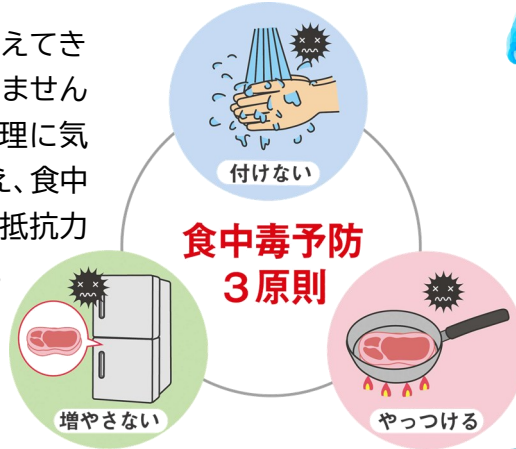 えてき
ません
理に気
え、食中
抵抗力
付けない
食中毒予防
3原則
増やさない
やっつける